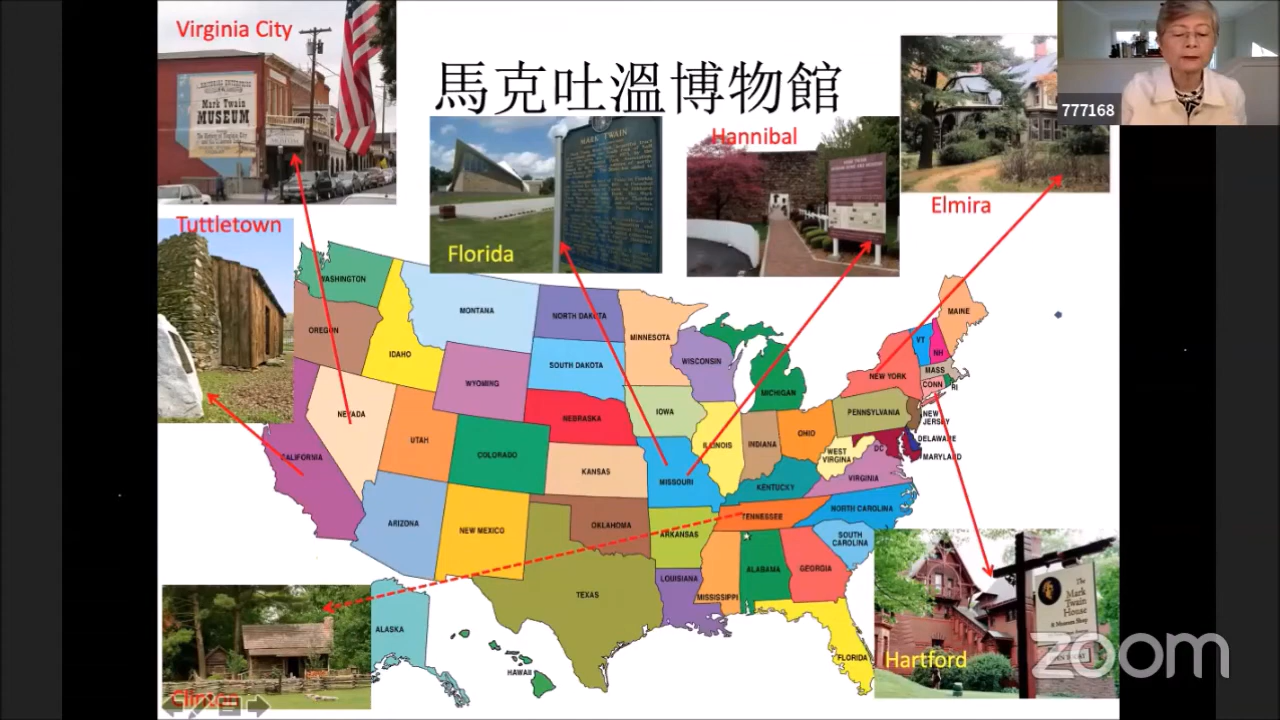 Virginia City
Mark Twain
MUSEUM
馬克吐溫博物館
777168
MARK TWAIN
Hannibal
Florida
Elmira
Tuttletown
WASHINGTON
OREGON
IDAHO
MONTANA
NORTH DAKOTA
SOUTH DAKOTA
MINNESOTA
WISCONSIN
MICHIGAN
WYOMING
NEVADA
UTAH
COLORADO
NEBRASKA
IOWA
KANSAS
MISSOURI
ILLINOIS
INDIANA
OHIO
KENTUCKY
WEST VIRGINIA
VIRGINIA
PENNSYLVANIA
NEW YORK
VT
NH
MAINE
MASS
CONN
RI
NEW JERSEY
DELAWARE
MARYLAND
DC
CALIFORNIA
ARIZONA
NEW MEXICO
OKLAHOMA
ARKANSAS
TENNESSEE
NORTH CAROLINA
SOUTH CAROLINA
TEXAS
LOUISIANA
MISSISSIPPI
ALABAMA
GEORGIA
FLORIDA
ALASKA
HAWAII
Clinton
Hartford
The
Mark
Twain
House
& Museum Shop
zoom